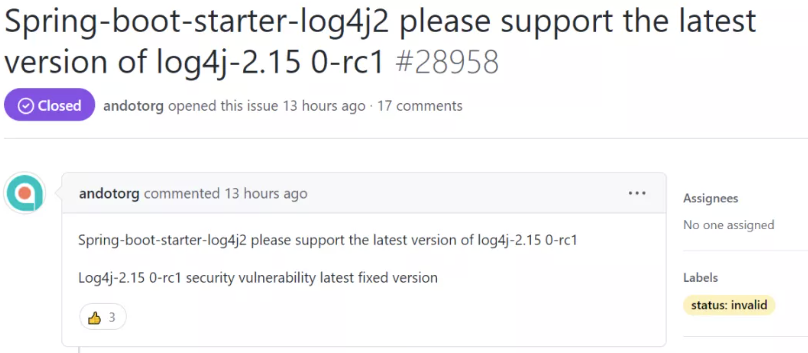 Spring-boot-starter-log4j2 please support the latest
version of log4j-2.15 0-rc1 #28958
Closed andotorg opened this issue 13 hours ago · 17 comments
andotorg commented 13 hours ago
Assignees
No one assigned
Spring-boot-starter-log4j2 please support the latest version of log4j-2.15 0-rc1
Log4j-2.15 0-rc1 security vulnerability latest fixed version
Labels
status: invalid
👍 3